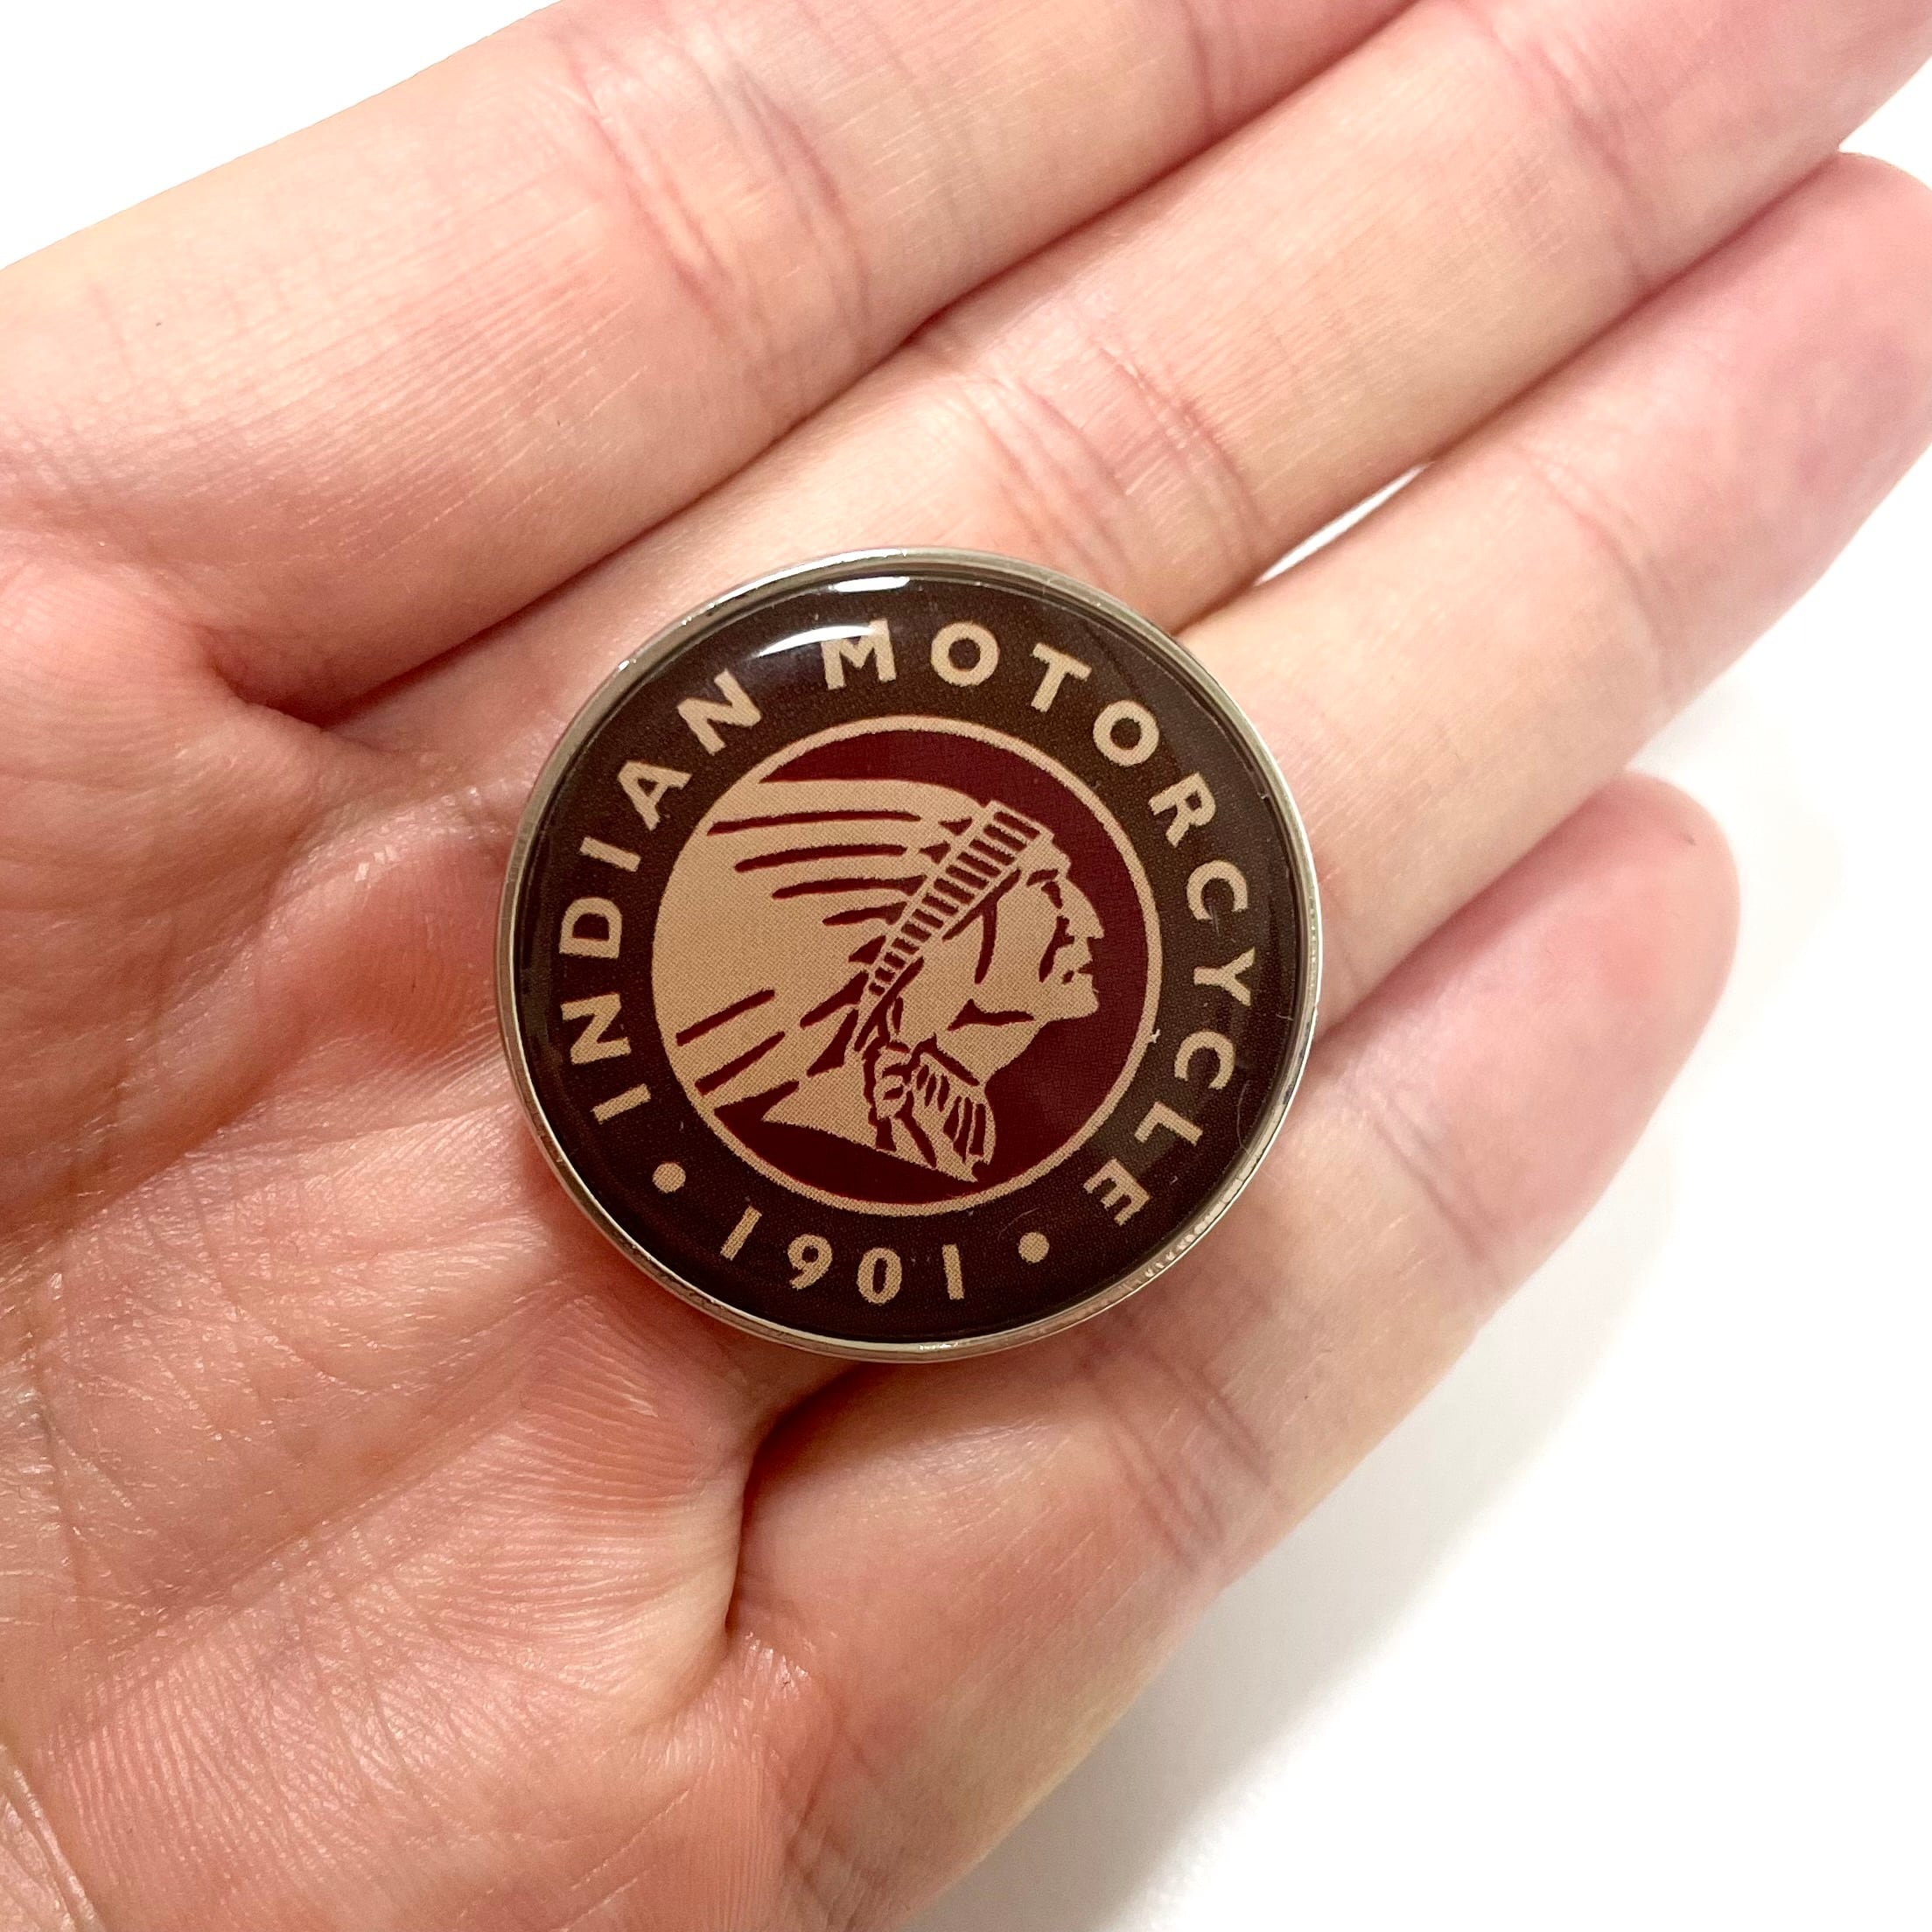 INDIAN MOTORCYCLE
• 1901 •